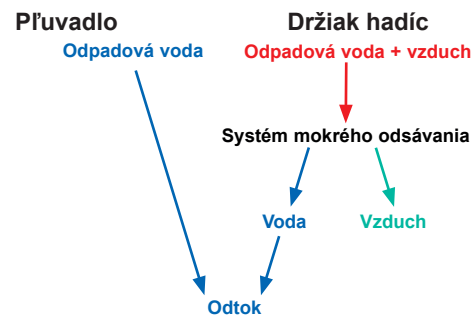 Pľuvadlo
Držiak hadíc
Odpadová voda
Odpadová voda + vzduch
Systém mokrého odsávania
Voda
Vzduch
Odtok